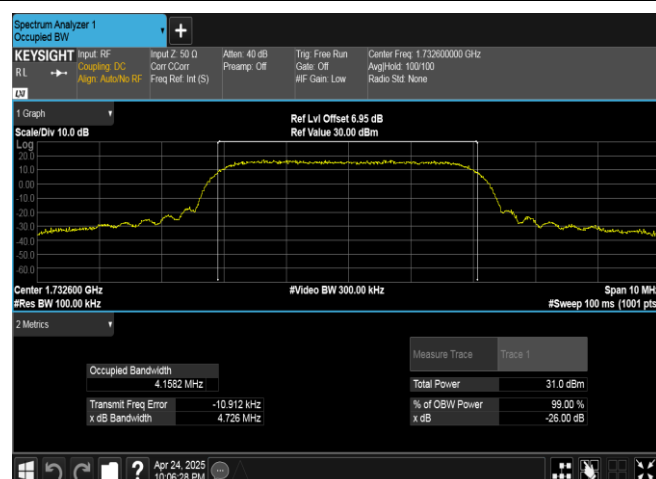 Spectrum Analyzer 1
Occupied BW
+
KEYSIGHT Input: RF Input Z: 50 Ω Atten: 40 dB Trig: Free Run Center Freq: 1.732600000 GHz
RL Coupling: DC Corr CCorr Preamp: Off Gate: Off Avg|Hold: 100/100
Align: Auto/No RF Freq Ref: Int (S) #IF Gain: Low Radio Std: None
LXI
1 Graph
Ref Lvl Offset 6.95 dB
Scale/Div 10.0 dB Ref Value 30.00 dBm
Log
20.0
10.0
0.00
-10.0
-20.0
-30.0
-40.0
-50.0
-60.0
Center 1.732600 GHz #Video BW 300.00 kHz Span 10 MHz
#Res BW 100.00 kHz #Sweep 100 ms (1001 pts
2 Metrics
Measure Trace Trace 1
Occupied Bandwidth
4.1582 MHz Total Power 31.0 dBm
Transmit Freq Error -10.912 kHz % of OBW Power 99.00 %
x dB Bandwidth 4.726 MHz x dB -26.00 dB
? Apr 24, 2025
10:06:28 PM